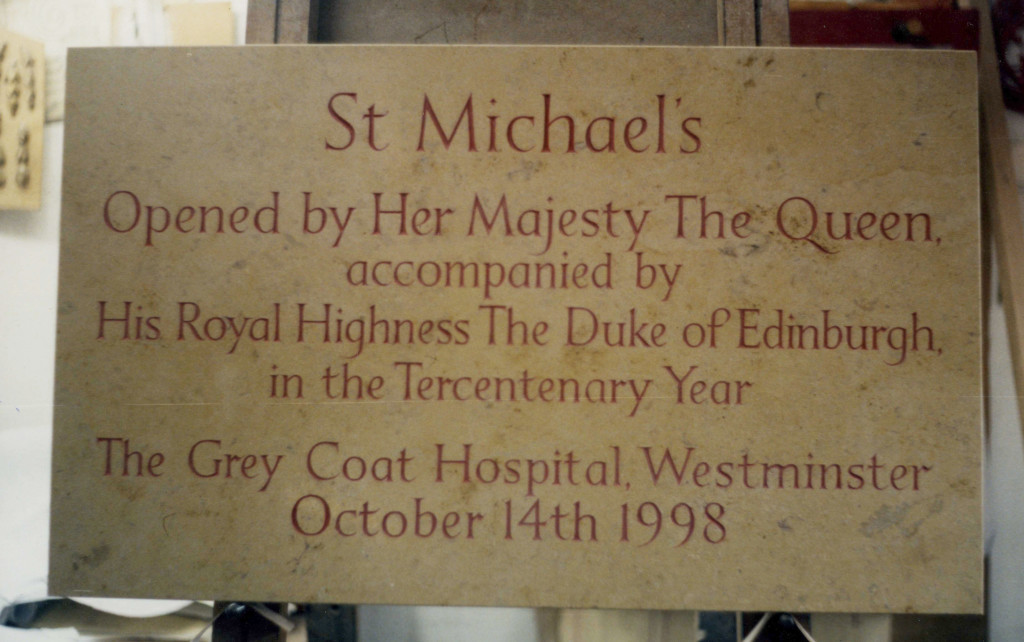 St Michael's
Opened by Her Majesty The Queen,
accompanied by
His Royal Highness The Duke of Edinburgh,
in the Tercentenary Year
The Grey Coat Hospital, Westminster
October 14th 1998